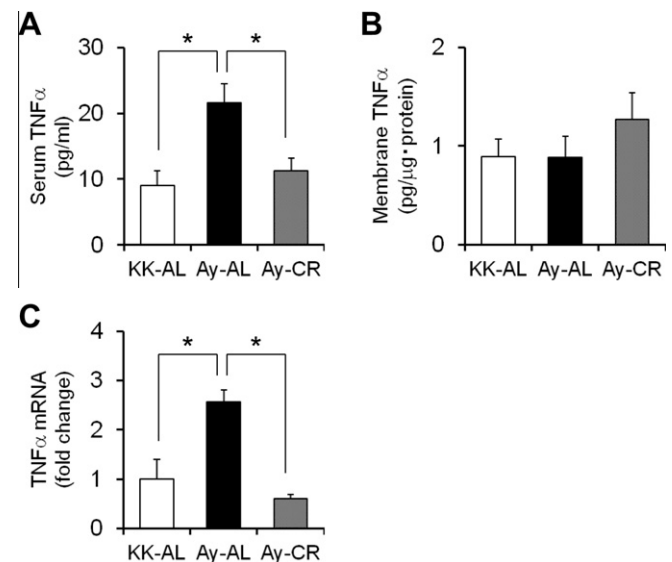 A
Serum TNFα
(pg/ml)
30
20
10
0
*
*
KK-AL Ay-AL Ay-CR
B
Membrane TNFα
(pg/μg・protein)
2
1
0
KK-AL Ay-AL Ay-CR
C
TNFα mRNA
(fold change)
4
3
2
1
0
*
*
KK-AL Ay-AL Ay-CR